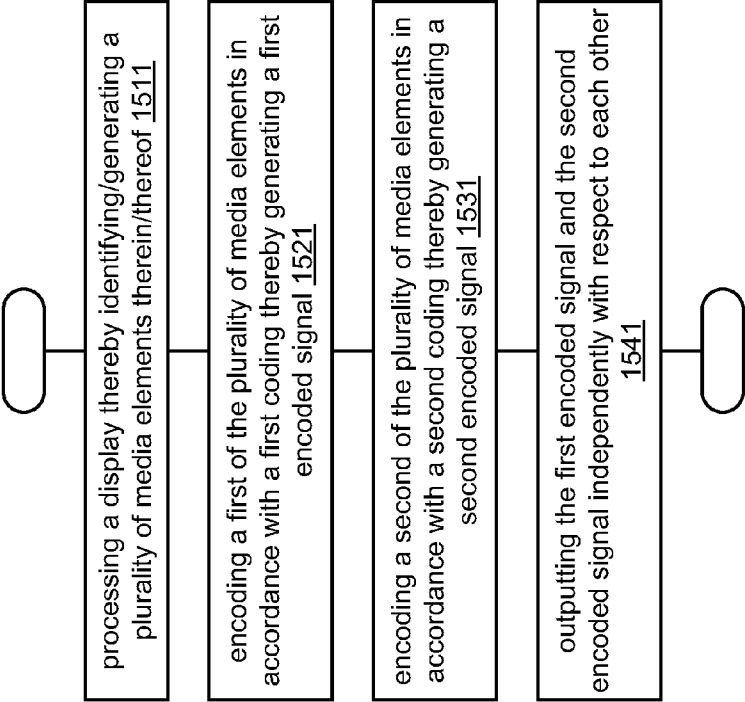 processing a display thereby identifying/generating a
plurality of media elements therein/thereof 1511
encoding a first of the plurality of media elements in
accordance with a first coding thereby generating a first
encoded signal 1521
encoding a second of the plurality of media elements in
accordance with a second coding thereby generating a
second encoded signal 1531
outputting the first encoded signal and the second
encoded signal independently with respect to each other
1541